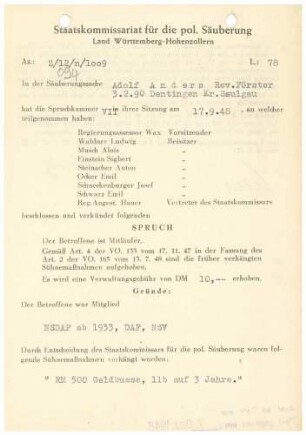 Staatskommissariat für die pol. Säuberung
Land Württemberg-Hohenzollern
Az.: 2/12/n/1009 L.: 78
094
In der Säuberungssache Adolf Anders Rev.Förster
3.2.90 Dentingen Kr.Saulgau
hat die Spruchkammer VII in ihrer Sitzung am 17.9.48 , an welcher
teilgenommen haben:
Regierungsassessor Wax Vorsitzender
Waldner Ludwig Beisitzer
Musch Alois „
Einstein Sigbert „
Steinacher Anton „
Orker Emil „
Schneckenburger Josef „
Schwarz Emil „
Reg.Angest. Hauer Vertreter des Staatskommissars
beschlossen und verkündet folgenden
SPRUCH
Der Betroffene ist Mitläufer.
Gemäß Art. 4 der VO. 133 vom 17. 11. 47 in der Fassung des
Art. 2 der VO. 165 vom 13. 7. 48 sind die früher verhängten
Sühnemaßnahmen aufgehoben.
Es wird eine Verwaltungsgebühr von DM 10,-- erhoben.
Gründe:
Der Betroffene war Mitglied
NSDAP ab 1933, DAF, NSV
Durch Entscheidung des Staatskommissars für die pol. Säuberung waren fol-
gende Sühnemaßnahmen verhängt worden:
" RM 500 Geldbusse, 11b auf 3 Jahre."